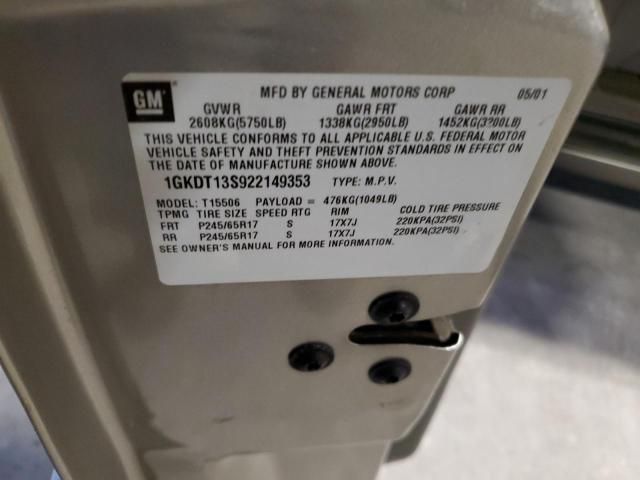 GM MFD BY GENERAL MOTORS CORP 05/01
GVWR GAWR FRT GAWR RR
2608KG(5750LB) 1338KG(2950LB) 1452KG(3200LB)
THIS VEHICLE CONFORMS TO ALL APPLICABLE U.S. FEDERAL MOTOR
VEHICLE SAFETY AND THEFT PREVENTION STANDARDS IN EFFECT ON
THE DATE OF MANUFACTURE SHOWN ABOVE.
1GKDT13S922149353 TYPE: M.P.V.
MODEL: T15506 PAYLOAD = 476KG(1049LB)
TPMG TIRE SIZE SPEED RTG RIM COLD TIRE PRESSURE
FRT P245/65R17 S 17X7J 220KPA(32PSI)
RR P245/65R17 S 17X7J 220KPA(32PSI)
SEE OWNER'S MANUAL FOR MORE INFORMATION.